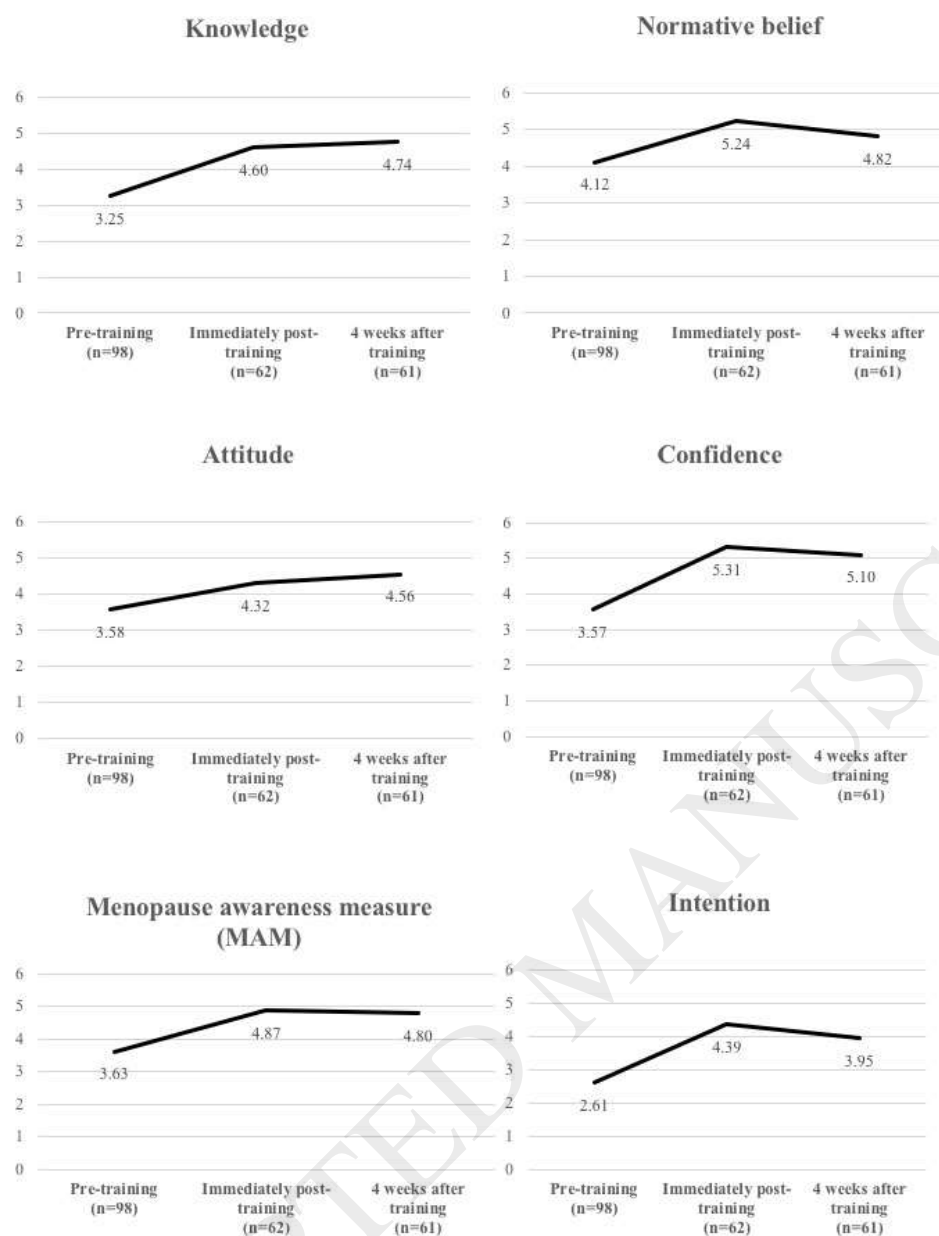 Knowledge
6
5
4
3
2
1
0
3.25
4.60
4.74
Pre-training
(n=98)
Immediately post-
training
(n=62)
4 weeks after
training
(n=61)
Normative belief
6
5
4
3
2
1
0
4.12
5.24
4.82
Pre-training
(n=98)
Immediately post-
training
(n=62)
4 weeks after
training
(n=61)
Attitude
6
5
4
3
2
1
0
3.58
4.32
4.56
Pre-training
(n=98)
Immediately post-
training
(n=62)
4 weeks after
training
(n=61)
Confidence
6
5
4
3
2
1
0
3.57
5.31
5.10
Pre-training
(n=98)
Immediately post-
training
(n=62)
4 weeks after
training
(n=61)
Menopause awareness measure
(MAM)
6
5
4
3
2
1
0
3.63
4.87
4.80
Pre-training
(n=98)
Immediately post-
training
(n=62)
4 weeks after
training
(n=61)
Intention
6
5
4
3
2
1
0
2.61
4.39
3.95
Pre-training
(n=98)
Immediately post-
training
(n=62)
4 weeks after
training
(n=61)
TED MANUSC